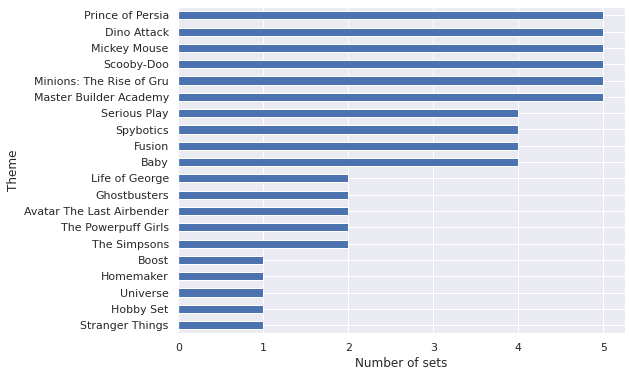 Prince of Persia
Dino Attack
Mickey Mouse
Scooby-Doo
Minions: The Rise of Gru
Master Builder Academy
Serious Play
Spybotics
Fusion
Baby
Life of George
Ghostbusters
Avatar The Last Airbender
The Powerpuff Girls
The Simpsons
Boost
Homemaker
Universe
Hobby Set
Stranger Things
Theme
0 1 2 3 4 5
Number of sets